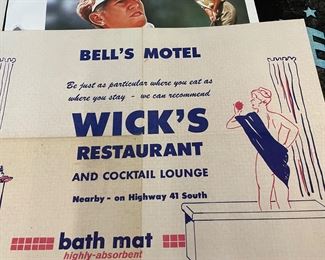 BELL'S MOTEL
Be just as particular where you eat as
where you stay - we can recommend
WICK'S
RESTAURANT
AND COCKTAIL LOUNGE
Nearby - on Highway 41 South
bath mat
highly-absorbent